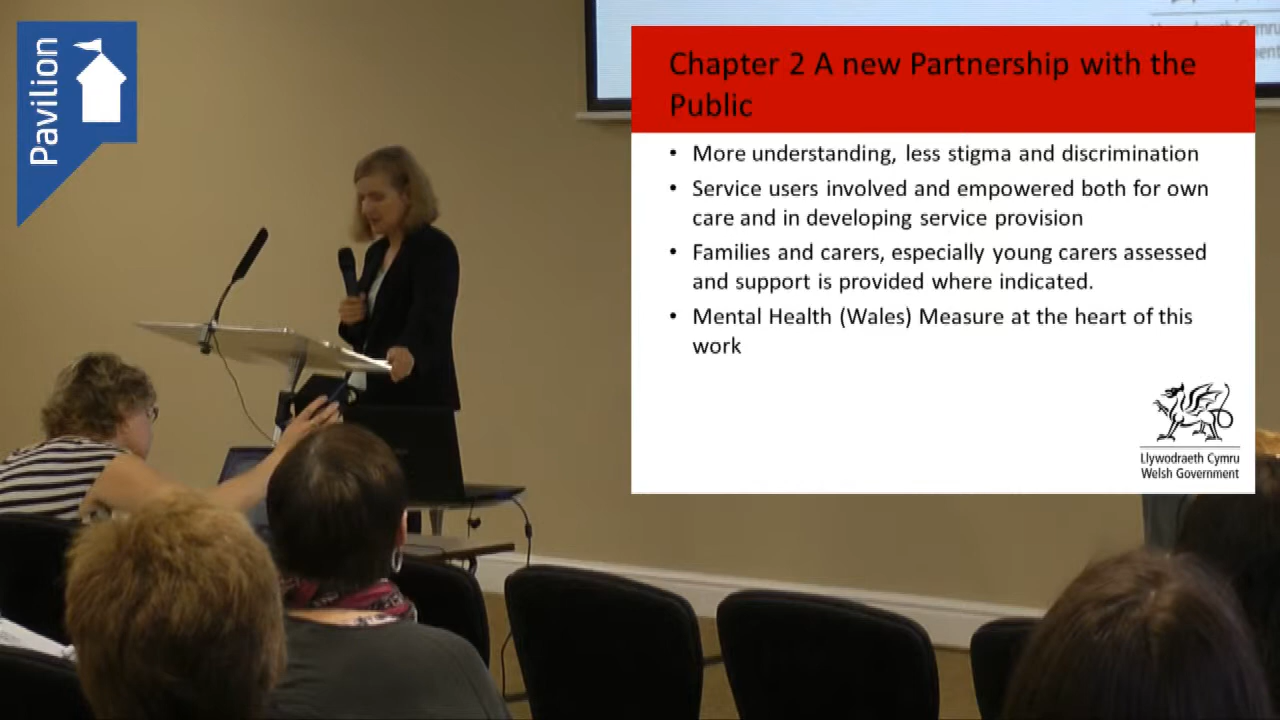 Pavilion
Chapter 2 A new Partnership with the
Public
• More understanding, less stigma and discrimination
• Service users involved and empowered both for own
care and in developing service provision
• Families and carers, especially young carers assessed
and support is provided where indicated.
• Mental Health (Wales) Measure at the heart of this
work
Llywodraeth Cymru
Welsh Government